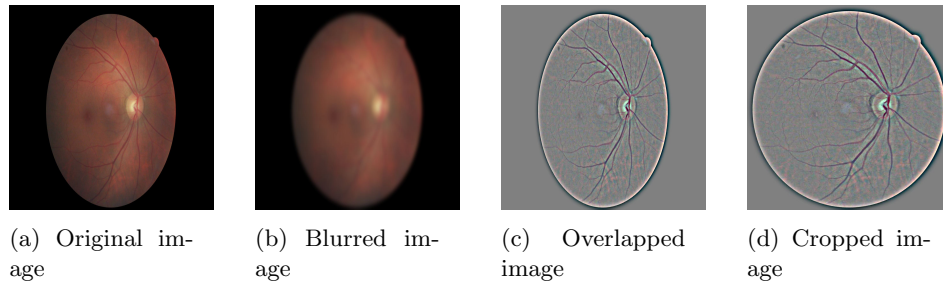 (a) Original im-
age
(b) Blurred im-
age
(c) Overlapped
image
(d) Cropped im-
age